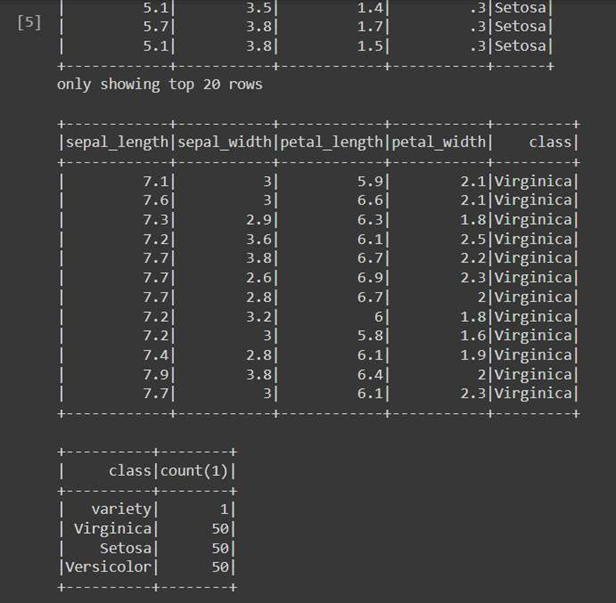 [5]
|          5.1|        3.5|         1.4|         .3|Setosa|
|          5.7|        3.8|         1.7|         .3|Setosa|
|          5.1|        3.8|         1.5|         .3|Setosa|
+------------+-----------+------------+-----------+------+
only showing top 20 rows
+------------+-----------+------------+-----------+---------+
|sepal_length|sepal_width|petal_length|petal_width|    class|
+------------+-----------+------------+-----------+---------+
|         7.1|          3|         5.9|        2.1|Virginica|
|         7.6|          3|         6.6|        2.1|Virginica|
|         7.3|        2.9|         6.3|        1.8|Virginica|
|         7.2|        3.6|         6.1|        2.5|Virginica|
|         7.7|        3.8|         6.7|        2.2|Virginica|
|         7.7|        2.6|         6.9|        2.3|Virginica|
|         7.7|        2.8|         6.7|          2|Virginica|
|         7.2|        3.2|           6|        1.8|Virginica|
|         7.2|          3|         5.8|        1.6|Virginica|
|         7.4|        2.8|         6.1|        1.9|Virginica|
|         7.9|        3.8|         6.4|          2|Virginica|
|         7.7|          3|         6.1|        2.3|Virginica|
+------------+-----------+------------+-----------+---------+
+----------+--------+
|     class|count(1)|
+----------+--------+
|   variety|       1|
| Virginica|      50|
|    Setosa|      50|
|Versicolor|      50|
+----------+--------+